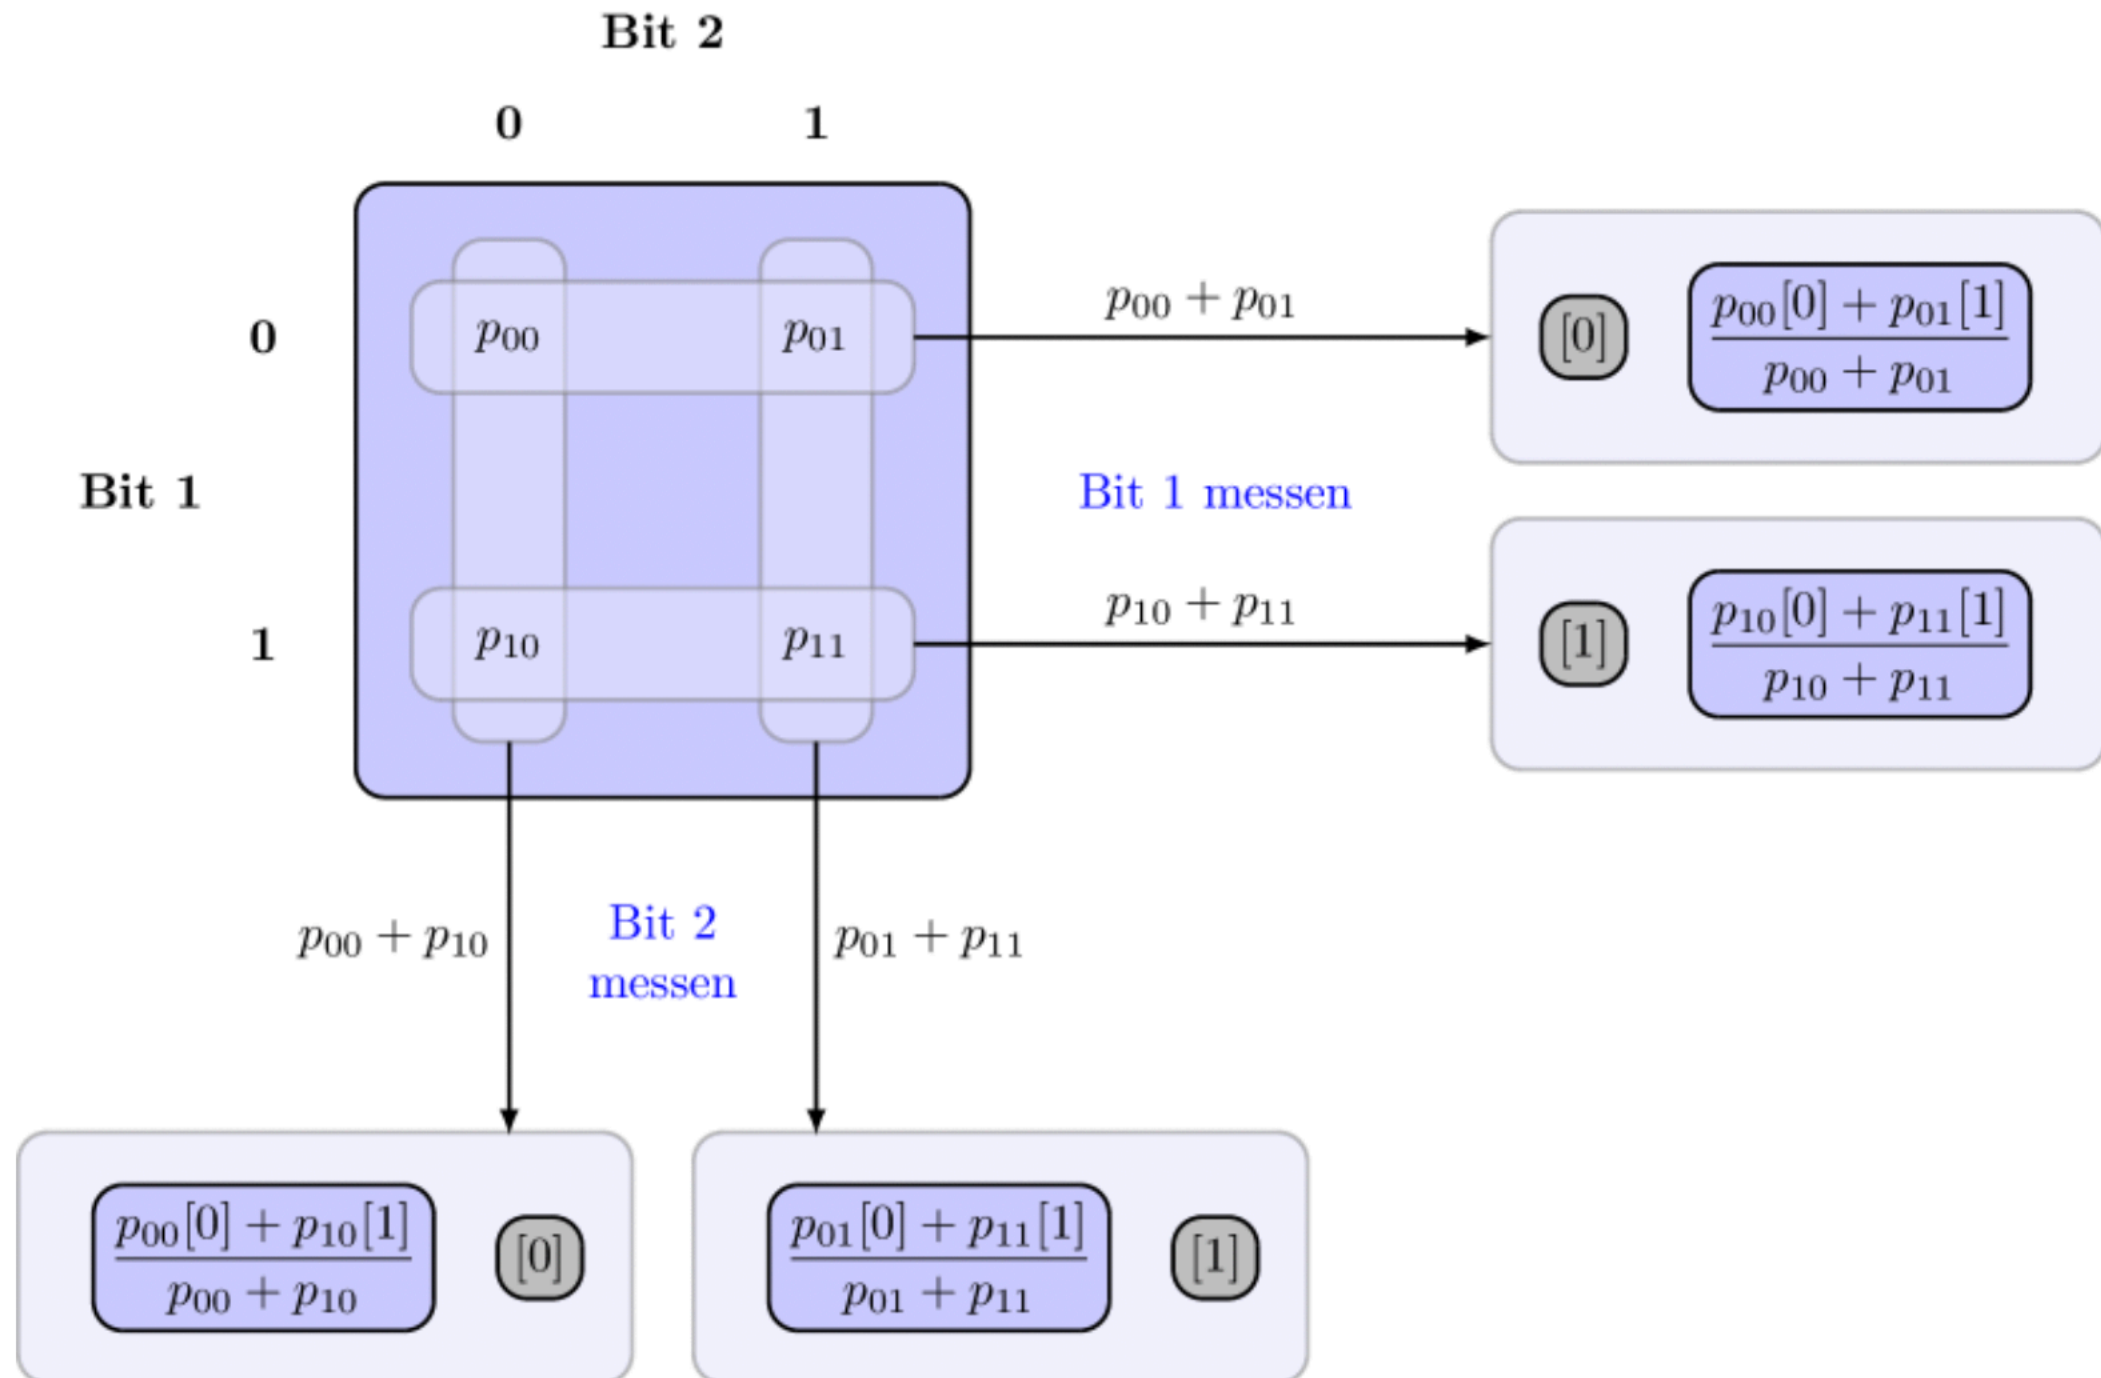 Bit 2
0 1
p₀₀ + p₀₁
0 p₀₀ p₀₁ [0] (p₀₀[0] + p₀₁[1]) / (p₀₀ + p₀₁)
Bit 1 Bit 1 messen
p₁₀ + p₁₁
1 p₁₀ p₁₁ [1] (p₁₀[0] + p₁₁[1]) / (p₁₀ + p₁₁)
p₀₀ + p₁₀ Bit 2 p₀₁ + p₁₁
messen
(p₀₀[0] + p₁₀[1]) / (p₀₀ + p₁₀) [0] (p₀₁[0] + p₁₁[1]) / (p₀₁ + p₁₁) [1]